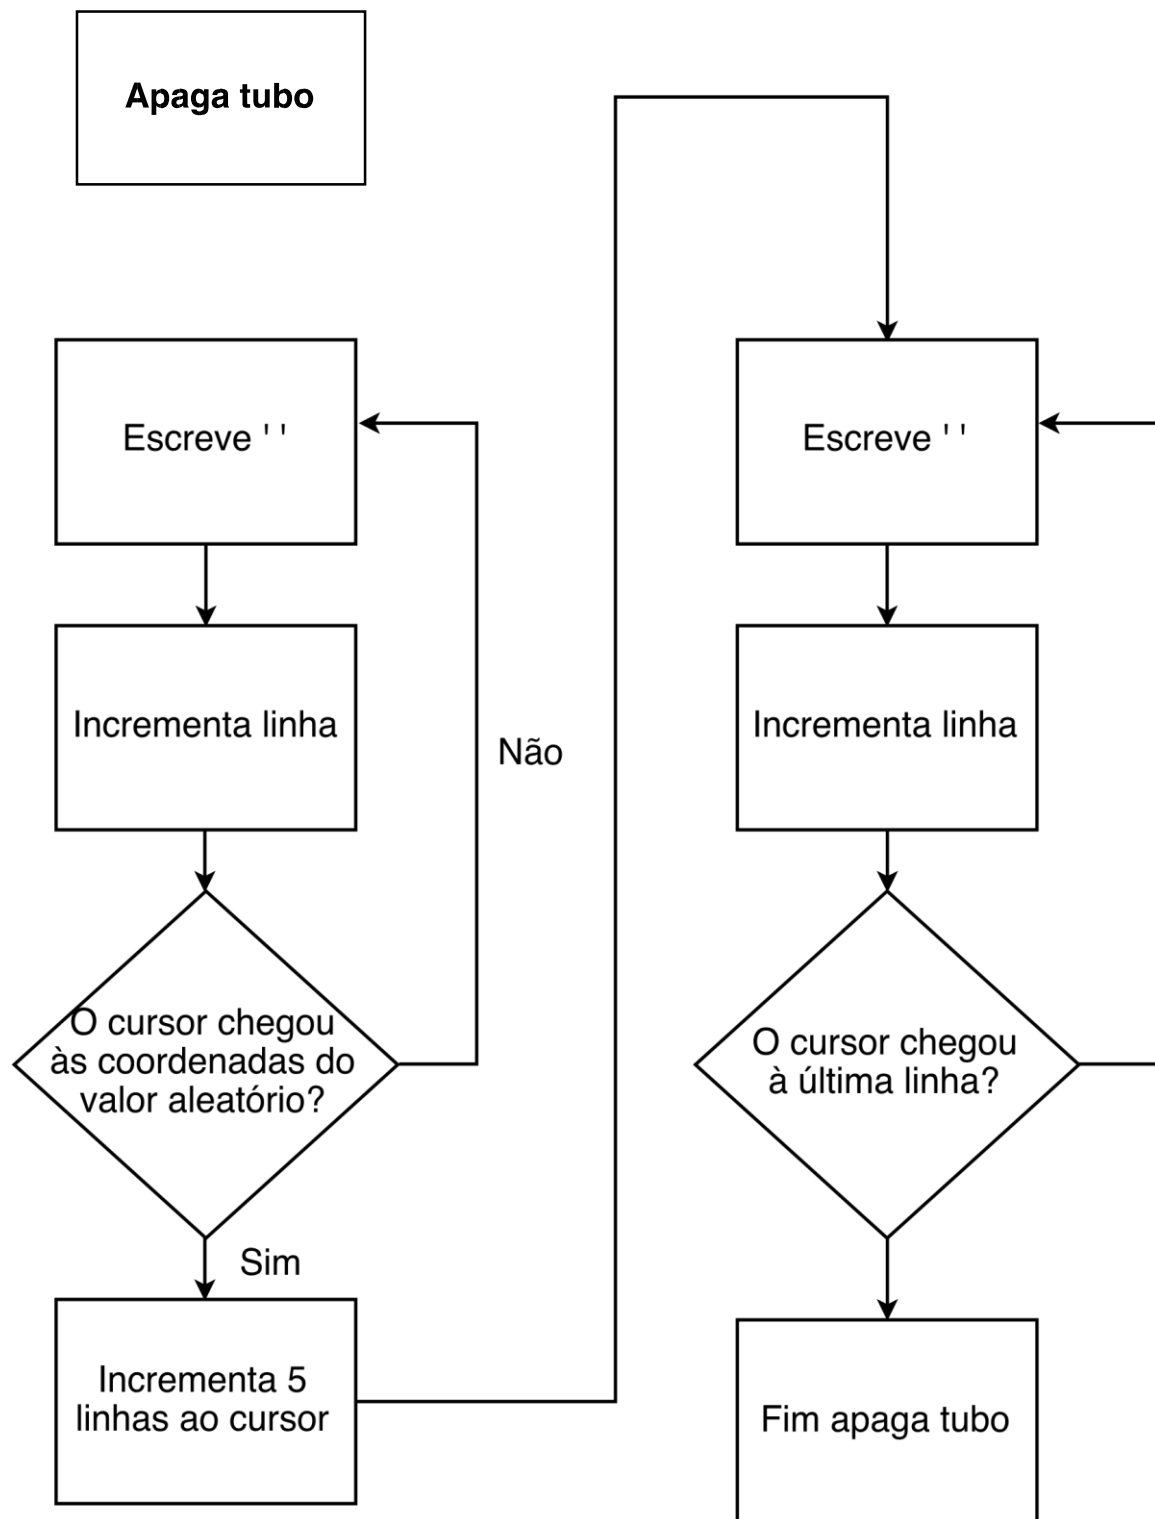 Apaga tubo
Escreve ' '
Incrementa linha
Não
O cursor chegou
às coordenadas do
valor aleatório?
Sim
Incrementa 5
linhas ao cursor
Escreve ' '
Incrementa linha
O cursor chegou
à última linha?
Fim apaga tubo